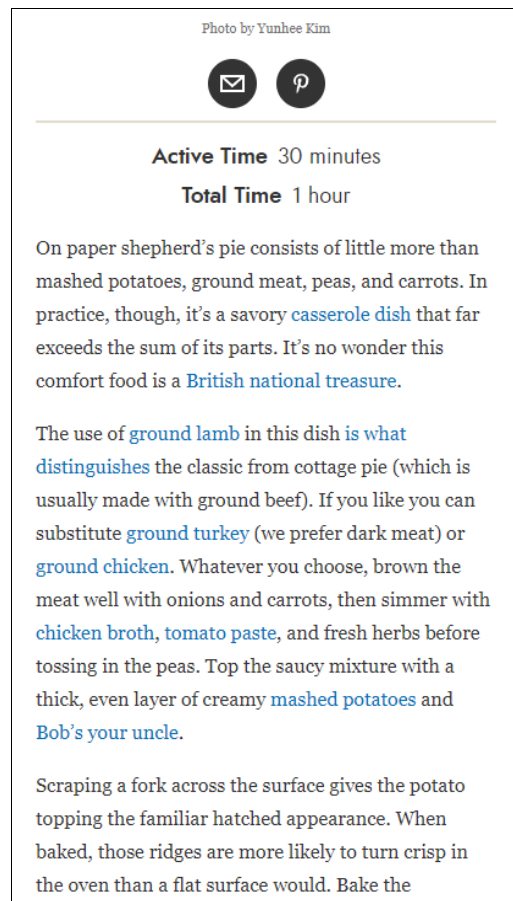 Photo by Yunhee Kim
Active Time 30 minutes
Total Time 1 hour
On paper shepherd’s pie consists of little more than
mashed potatoes, ground meat, peas, and carrots. In
practice, though, it’s a savory casserole dish that far
exceeds the sum of its parts. It’s no wonder this
comfort food is a British national treasure.
The use of ground lamb in this dish is what
distinguishes the classic from cottage pie (which is
usually made with ground beef). If you like you can
substitute ground turkey (we prefer dark meat) or
ground chicken. Whatever you choose, brown the
meat well with onions and carrots, then simmer with
chicken broth, tomato paste, and fresh herbs before
tossing in the peas. Top the saucy mixture with a
thick, even layer of creamy mashed potatoes and
Bob’s your uncle.
Scraping a fork across the surface gives the potato
topping the familiar hatched appearance. When
baked, those ridges are more likely to turn crisp in
the oven than a flat surface would. Bake the